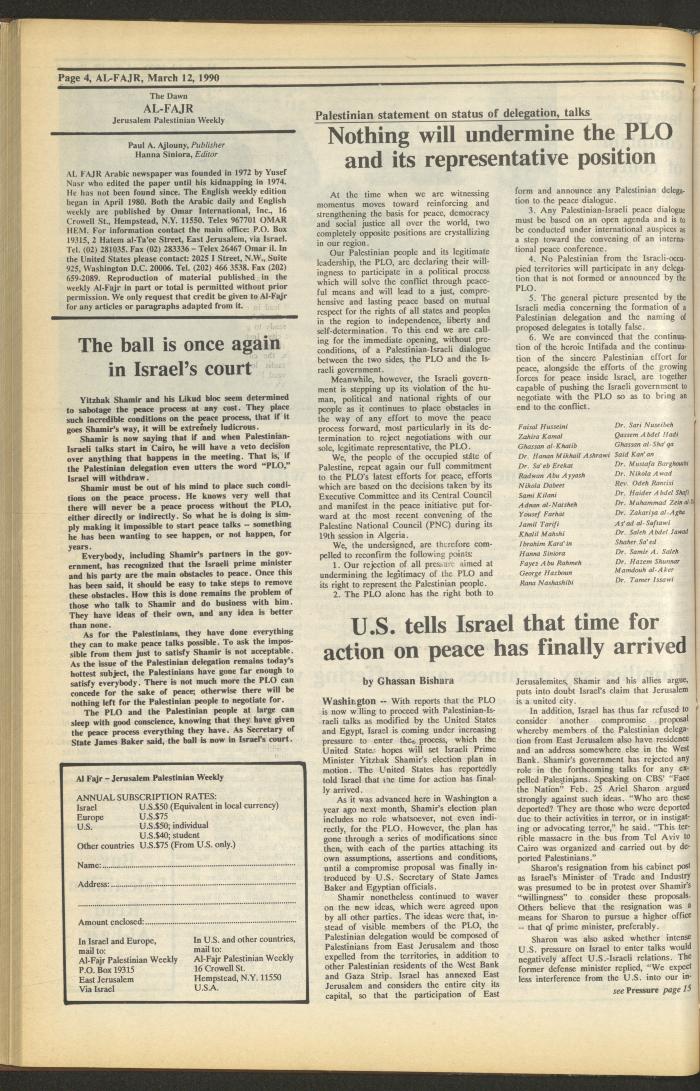 Page 4, AL-FAJR, March 12, 1990
The Dawn
AL-FAJR
Jerusalem Palestinian Weekly
Paul A. Ajlouny, Publisher
Hanna Siniora, Editor
AL FAJR Arabic newspaper was founded in 1972 by Yusef
Nasr who edited the paper until his kidnapping in 1974.
He has not been found since. The English weekly edition
began in April 1980. Both the Arabic daily and English
weekly are published by Omar International, Inc., 16
Crowell St., Hempstead, N.Y. 11550. Telex 967701 OMAR
HEM. For information contact the main office: P.O. Box
19315, 2 Hatem al-Ta'ee Street, East Jerusalem, via Israel.
Tel. (02) 281035. Fax (02) 283336 – Telex 26467 Omar il. In
the United States please contact: 2025 I Street, N.W., Suite
925, Washington D.C. 20006. Tel. (202) 466 3538. Fax (202)
659-2089. Reproduction of material published in the
weekly Al-Fajr in part or total is permitted without prior
permission. We only request that credit be given to Al-Fajr
for any articles or paragraphs adapted from it.
The ball is once again
in Israel's court
Yitzhak Shamir and his Likud bloc seem determined
to sabotage the peace process at any cost. They place
such incredible conditions on the peace process, that if it
goes Shamir's way, it will be extremely ludicrous.
Shamir is now saying that if and when Palestinian-
Israeli talks start in Cairo, he will have a veto decision
over anything that happens in the meeting. That is, if
the Palestinian delegation even utters the word "PLO,"
Israel will withdraw.
Shamir must be out of his mind to place such condi-
tions on the peace process. He knows very well that
there will never be a peace process without the PLO,
either directly or indirectly. So what he is doing is sim-
ply making it impossible to start peace talks -- something
he has been wanting to see happen, or not happen, for
years.
Everybody, including Shamir's partners in the gov-
ernment, has recognized that the Israeli prime minister
and his party are the main obstacles to peace. Once this
has been said, it should be easy to take steps to remove
these obstacles. How this is done remains the problem of
those who talk to Shamir and do business with him.
They have ideas of their own, and any idea is better
than none.
As for the Palestinians, they have done everything
they can to make peace talks possible. To ask the impos-
sible from them just to satisfy Shamir is not acceptable.
As the issue of the Palestinian delegation remains today's
hottest subject, the Palestinians have gone far enough to
satisfy everybody. There is not much more the PLO can
concede for the sake of peace; otherwise there will be
nothing left for the Palestinian people to negotiate for.
The PLO and the Palestinian people at large can
sleep with good conscience, knowing that they have given
the peace process everything they have. As Secretary of
State James Baker said, the ball is now in Israel's court.
Al Fajr – Jerusalem Palestinian Weekly
ANNUAL SUBSCRIPTION RATES:
Israel U.S.$50 (Equivalent in local currency)
Europe U.S.$75
U.S. U.S.$50; individual
U.S.$40; student
Other countries U.S.$75 (From U.S. only.)
Name:
Address:
Amount enclosed:
In Israel and Europe,
mail to:
Al-Fajr Palestinian Weekly
P.O. Box 19315
East Jerusalem
Via Israel
In U.S. and other countries,
mail to:
Al-Fajr Palestinian Weekly
16 Crowell St.
Hempstead, N.Y. 11550
U.S.A.
Palestinian statement on status of delegation, talks
Nothing will undermine the PLO
and its representative position
At the time when we are witnessing
momentus moves toward reinforcing and
strengthening the basis for peace, democracy
and social justice all over the world, two
completely opposite positions are crystalizing
in our region.
Our Palestinian people and its legitimate
leadership, the PLO, are declaring their will-
ingness to participate in a political process
which will solve the conflict through peace-
ful means and will lead to a just, compre-
hensive and lasting peace based on mutual
respect for the rights of all states and peoples
in the region to independence, liberty and
self-determination. To this end we are call-
ing for the immediate opening, without pre-
conditions, of a Palestinian-Israeli dialogue
between the two sides, the PLO and the Is-
raeli government.
Meanwhile, however, the Israeli govern-
ment is stepping up its violation of the hu-
man, political and national rights of our
people as it continues to place obstacles in
the way of any effort to move the peace
process forward, most particularly in its de-
termination to reject negotiations with our
sole, legitimate representative, the PLO.
We, the people of the occupied state of
Palestine, repeat again our full commitment
to the PLO's latest efforts for peace, efforts
which are based on the decisions taken by its
Executive Committee and its Central Council
and manifest in the peace initiative put for-
ward at the most recent convening of the
Palestine National Council (PNC) during its
19th session in Algeria.
We, the undersigned, are therefore com-
pelled to reconfirm the following points:
1. Our rejection of all pressure aimed at
undermining the legitimacy of the PLO and
its right to represent the Palestinian people.
2. The PLO alone has the right both to
form and announce any Palestinian delega-
tion to the peace dialogue.
3. Any Palestinian-Israeli peace dialogue
must be based on an open agenda and is to
be conducted under international auspices as
a step toward the convening of an interna-
tional peace conference.
4. No Palestinian from the Israeli-occu-
pied territories will participate in any delega-
tion that is not formed or announced by the
PLO.
5. The general picture presented by the
Israeli media concerning the formation of a
Palestinian delegation and the naming of
proposed delegates is totally false.
6. We are convinced that the continua-
tion of the heroic Intifada and the continua-
tion of the sincere Palestinian effort for
peace, alongside the efforts of the growing
forces for peace inside Israel, are together
capable of pushing the Israeli government to
negotiate with the PLO so as to bring an
end to the conflict.
Faisal Husseini
Zahira Kamal
Ghassan al-Khatib
Dr. Hanan Mikhail Ashrawi
Dr. Sa'eb Erekat
Radwan Abu Ayyash
Nikola Dabeet
Sami Kilani
Adnan al-Natsheh
Yousef Farhat
Jamil Tarifi
Khalil Mahshi
Ibrahim Kara'in
Hanna Siniora
Fayez Abu Rahmeh
George Hazboun
Rana Nashashibi
Dr. Sari Nuseibeh
Qassem Abdel Hadi
Ghassan al-Sha'qa
Said Kan'an
Dr. Mustafa Barghouthi
Dr. Nikola Awad
Rev. Odeh Rantisi
Dr. Haider Abdel Shafi
Dr. Muhammad Zein al-
Dr. Zakariya al-Agha
As'ad al-Saftawi
Dr. Saleh Abdel Jawad
Shaher Sa'ed
Dr. Samir A. Saleh
Dr. Hazem Shunnar
Mamdouh al-Aker
Dr. Tamer Issawi
U.S. tells Israel that time for
action on peace has finally arrived
by Ghassan Bishara
Washington -- With reports that the PLO
is now willing to proceed with Palestinian-Is-
raeli talks as modified by the United States
and Egypt, Israel is coming under increasing
pressure to enter the process, which the
United States hopes will set Israeli Prime
Minister Yitzhak Shamir's election plan in
motion. The United States has reportedly
told Israel that the time for action has final-
ly arrived.
As it was advanced here in Washington a
year ago next month, Shamir's election plan
includes no role whatsoever, not even indi-
rectly, for the PLO. However, the plan has
gone through a series of modifications since
then, with each of the parties attaching its
own assumptions, assertions and conditions,
until a compromise proposal was finally in-
troduced by U.S. Secretary of State James
Baker and Egyptian officials.
Shamir nonetheless continued to waver
on the new ideas, which were agreed upon
by all other parties. The ideas were that, in-
stead of visible members of the PLO, the
Palestinian delegation would be composed of
Palestinians from East Jerusalem and those
expelled from the territories, in addition to
other Palestinian residents of the West Bank
and Gaza Strip. Israel has annexed East
Jerusalem and considers the entire city its
capital, so that the participation of East
Jerusalemites, Shamir and his allies argue,
puts into doubt Israel's claim that Jerusalem
is a united city.
In addition, Israel has thus far refused to
consider another compromise proposal
whereby members of the Palestinian delega-
tion from East Jerusalem also have residence
and an address somewhere else in the West
Bank. Shamir's government has rejected any
role in the forthcoming talks for any ex-
pelled Palestinians. Speaking on CBS' "Face
the Nation" Feb. 25 Ariel Sharon argued
strongly against such ideas. "Who are these
deported? They are those who were deported
due to their activities in terror, or in instigat-
ing or advocating terror," he said. "This ter-
rible massacre in the bus from Tel Aviv to
Cairo was organized and carried out by de-
ported Palestinians."
Sharon's resignation from his cabinet post
as Israel's Minister of Trade and Industry
was presumed to be in protest over Shamir's
"willingness" to consider these proposals.
Others believe that the resignation was a
means for Sharon to pursue a higher office
-- that of prime minister, preferably.
Sharon was also asked whether intense
U.S. pressure on Israel to enter talks would
negatively affect U.S.-Israeli relations. The
former defense minister replied, "We expect
less interference from the U.S. into our in-
see Pressure page 15